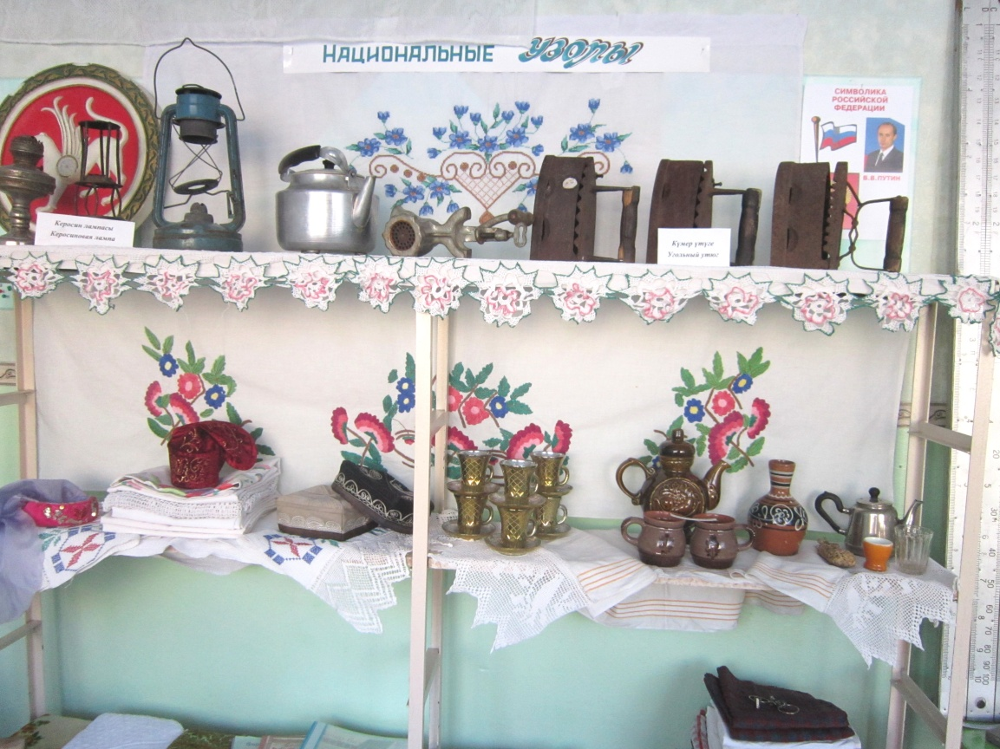 НАЦИОНАЛЬНЫЕ УЗОРЫ
СИМВОЛИКА
РОССИЙСКОЙ
ФЕДЕРАЦИИ
В.В.ПУТИН
Керосин лампасы
Керосиновая лампа
Күмер үтүге
Угольный утюг